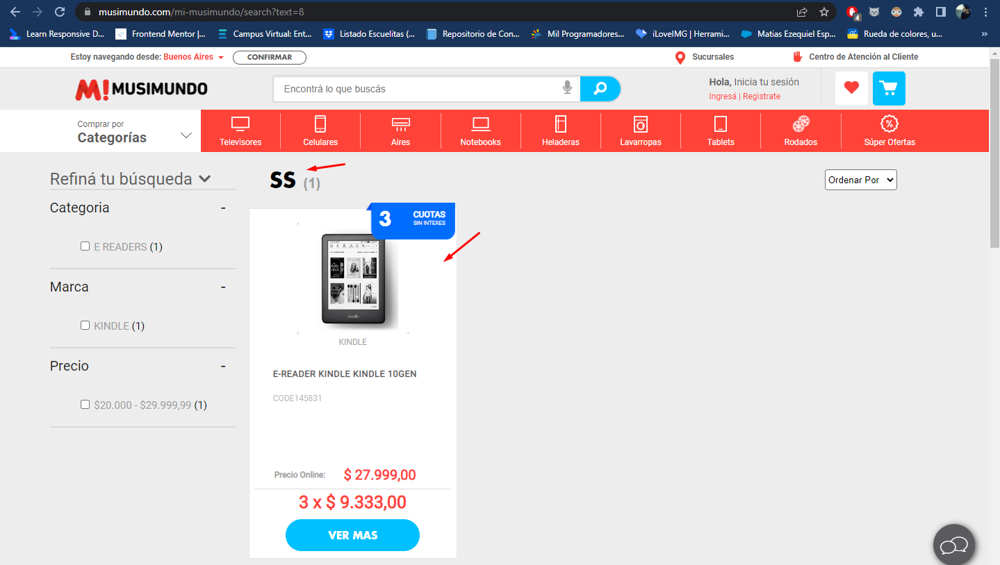 musimundo.com/mi-musimundo/search?text=ß
4
Learn Responsive D... Frontend Mentor |... Campus Virtual: Ent... Listado Escuelitas (... Repositorio de Con... Mil Programadores... iLoveIMG | Herrami... Matias Ezequiel Esp... Rueda de colores, u... »
Estoy navegando desde: Buenos Aires CONFIRMAR Sucursales Centro de Atención al Cliente
M! MUSIMUNDO Encontrá lo que buscás Hola, Inicia tu sesión
Ingresá | Registrate
Comprar por
Categorías
Televisores Celulares Aires Notebooks Heladeras Lavarropas Tablets Rodados Súper Ofertas
Refiná tu búsqueda
SS (1)
Ordenar Por
Categoria -
E READERS (1)
Marca -
KINDLE (1)
Precio -
$20.000 - $29.999,99 (1)
3 CUOTAS
SIN INTERES
kindle
KINDLE
E-READER KINDLE KINDLE 10GEN
CODE145831
Precio Online: $ 27.999,00
3 x $ 9.333,00
VER MAS